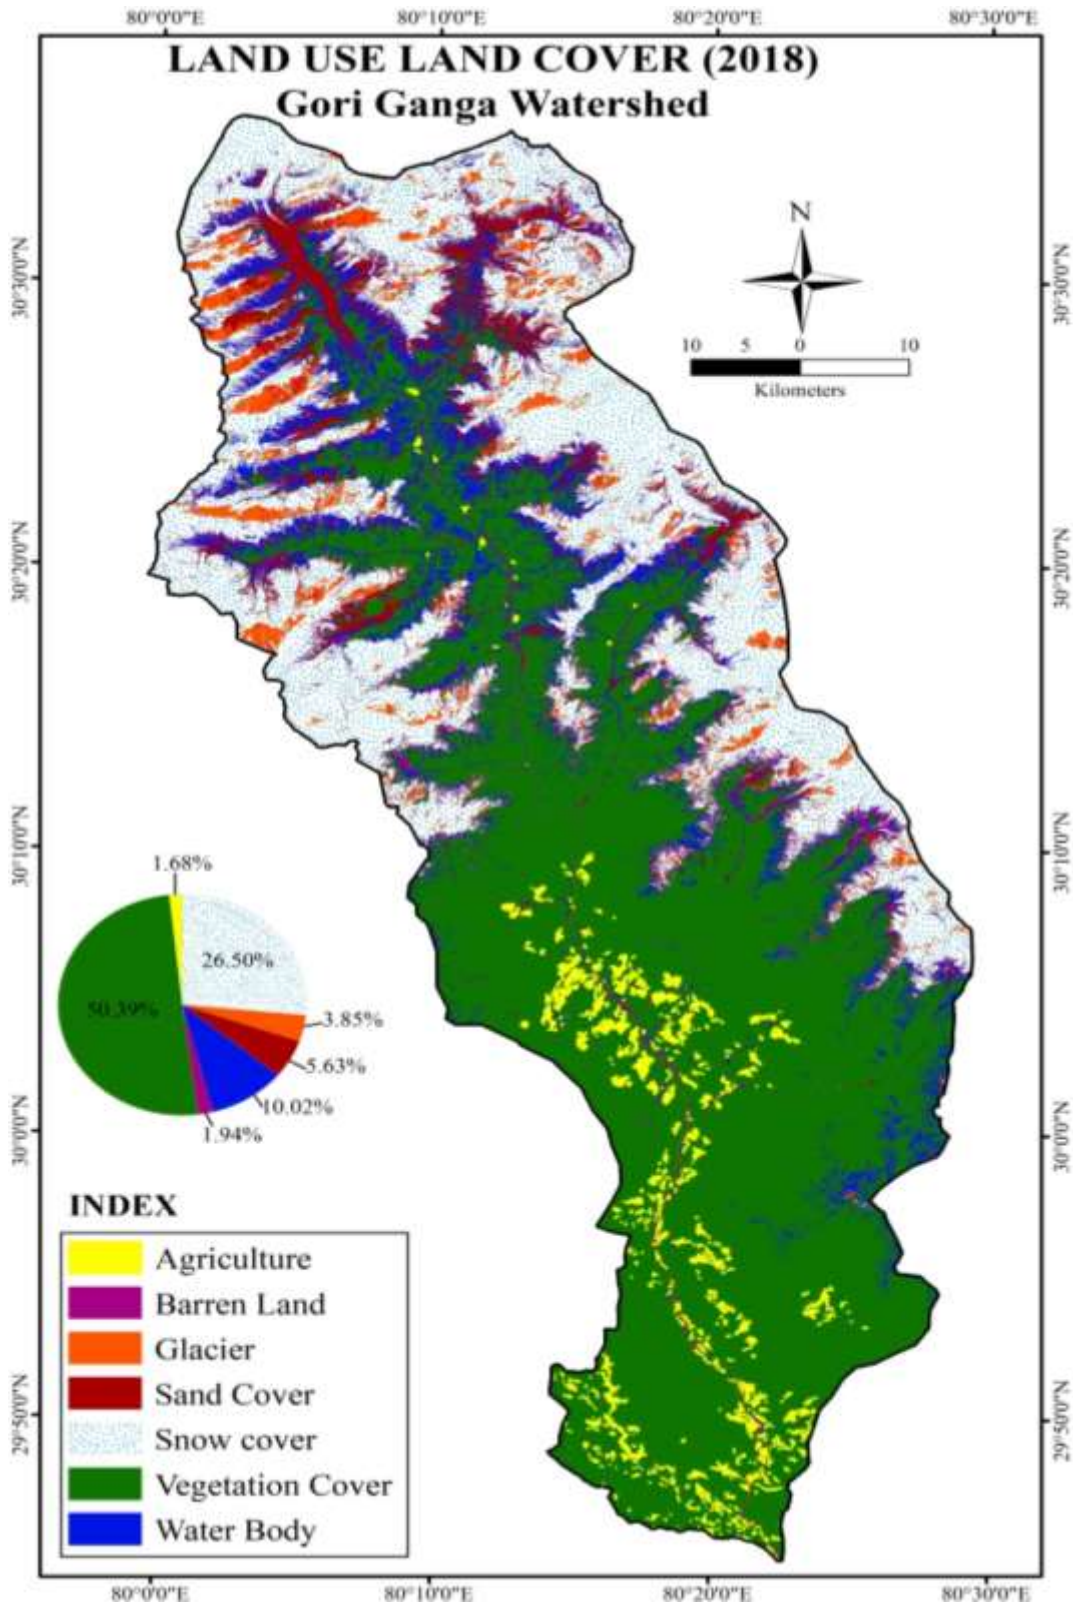 80°0'0"E 80°10'0"E 80°20'0"E 80°30'0"E
LAND USE LAND COVER (2018)
Gori Ganga Watershed
N
30°30'0"N 30°30'0"N
10 5 0 10
Kilometers
30°20'0"N 30°20'0"N
30°10'0"N 30°10'0"N
1.68%
26.50%
50.39%
3.85%
5.63%
10.02%
1.94%
30°0'0"N 30°0'0"N
INDEX
Agriculture
Barren Land
Glacier
Sand Cover
Snow cover
Vegetation Cover
Water Body
29°50'0"N 29°50'0"N
80°0'0"E 80°10'0"E 80°20'0"E 80°30'0"E